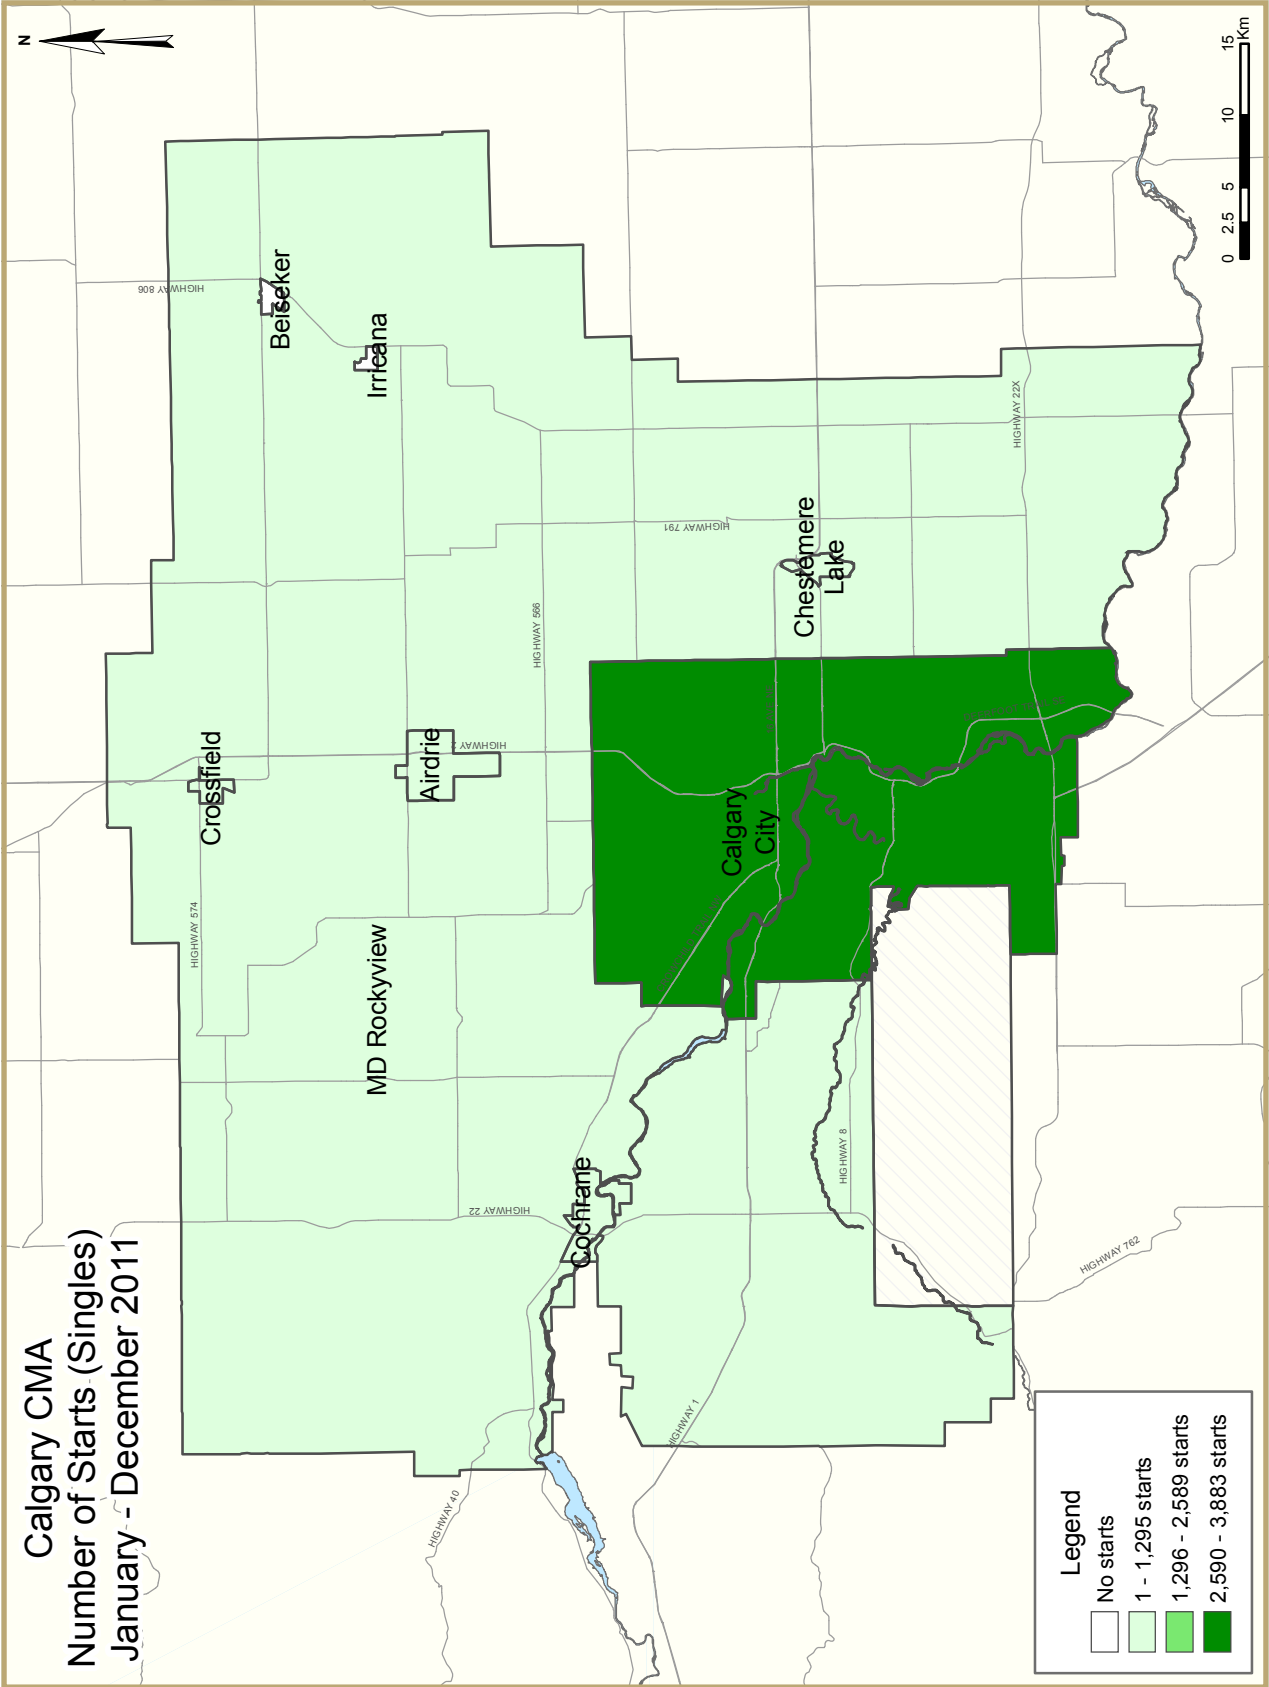 Calgary CMA
Number of Starts (Singles)
January - December 2011
N
HIGHWAY 806
Beiseker
Irricana
Crossfield
HIGHWAY 574
Airdrie
HIGHWAY 2
HIGHWAY 566
MD Rockyview
HIGHWAY 791
HIGHWAY 22
Cochrane
Calgary
City
Chestemere
Lake
HIGHWAY 22X
HIGHWAY 8
HIGHWAY 1
HIGHWAY 40
HIGHWAY 762
Legend
No starts
1 - 1,295 starts
1,296 - 2,589 starts
2,590 - 3,883 starts
0 2.5 5 10 15
Km